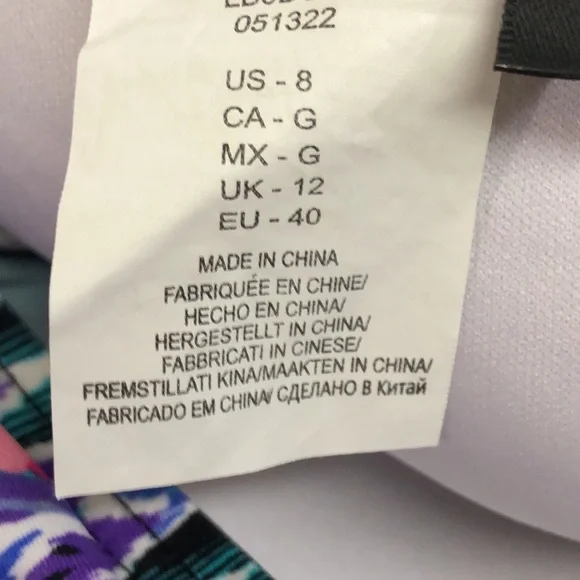 051322
US - 8
CA - G
MX - G
UK - 12
EU - 40
MADE IN CHINA
FABRIQUÉE EN CHINE/
HECHO EN CHINA/
HERGESTELLT IN CHINA/
FABBRICATI IN CINESE/
FREMSTILLATI KINA/MAAKTEN IN CHINA/
FABRICADO EM CHINA/ СДЕЛАНО В Китай